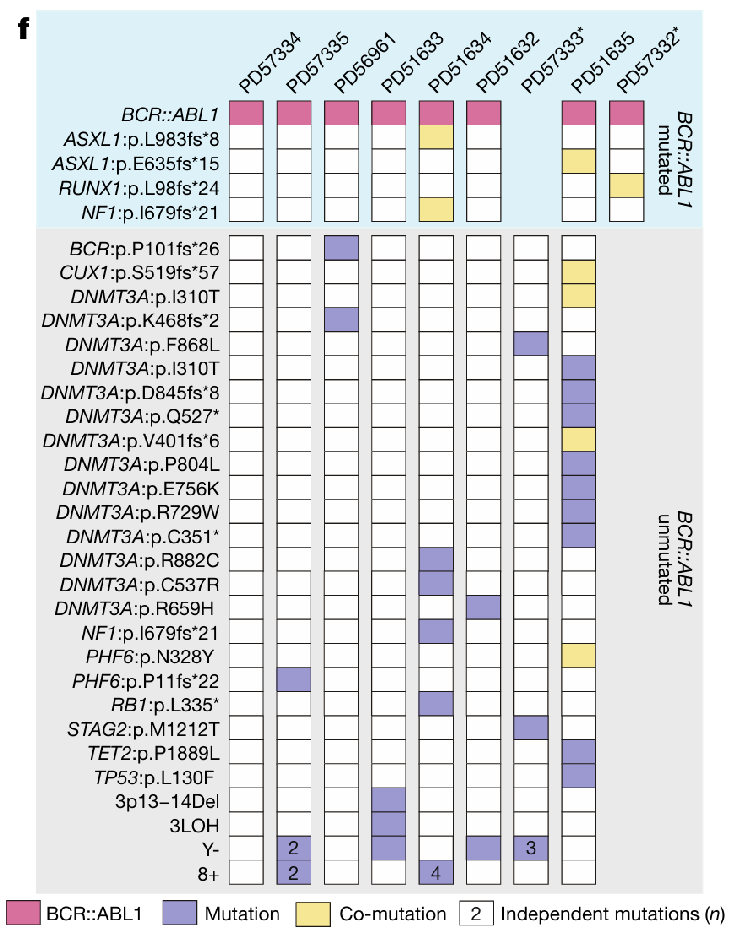 f
PD57334 PD57335 PD56961 PD51633 PD51634 PD51632 PD57333* PD51635 PD57332*
BCR::ABL1
ASXL1:p.L983fs*8
ASXL1:p.E635fs*15
RUNX1:p.L98fs*24
NF1:p.I679fs*21
BCR::ABL1
mutated
BCR:p.P101fs*26
CUX1:p.S519fs*57
DNMT3A:p.I310T
DNMT3A:p.K468fs*2
DNMT3A:p.F868L
DNMT3A:p.I310T
DNMT3A:p.D845fs*8
DNMT3A:p.Q527*
DNMT3A:p.V401fs*6
DNMT3A:p.P804L
DNMT3A:p.E756K
DNMT3A:p.R729W
DNMT3A:p.C351*
DNMT3A:p.R882C
DNMT3A:p.C537R
DNMT3A:p.R659H
NF1:p.I679fs*21
PHF6:p.N328Y
PHF6:p.P11fs*22
RB1:p.L335*
STAG2:p.M1212T
TET2:p.P1889L
TP53:p.L130F
3p13–14Del
3LOH
Y- 2 3
8+ 2 4
BCR::ABL1
unmutated
BCR::ABL1 Mutation Co-mutation 2 Independent mutations (n)